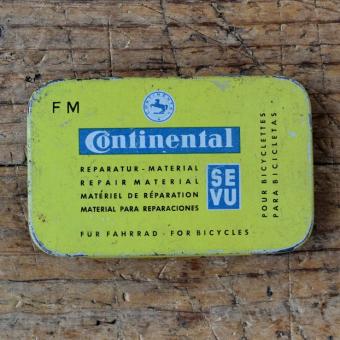 FM
Continental
REPARATUR - MATERIAL
REPAIR MATERIAL
MATÉRIEL DE RÉPARATION
MATERIAL PARA REPARACIONES
SE
VU
POUR BICYCLETTES
PARA BICICLETAS
FÜR FAHRRAD - FOR BICYCLES